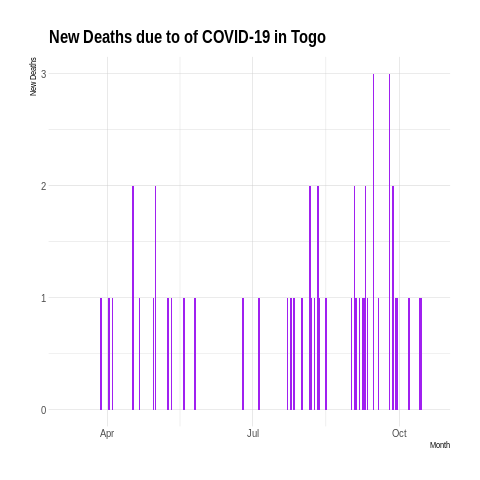 New Deaths due to of COVID-19 in Togo
New Deaths
3
2
1
0
Apr Jul Oct
Month